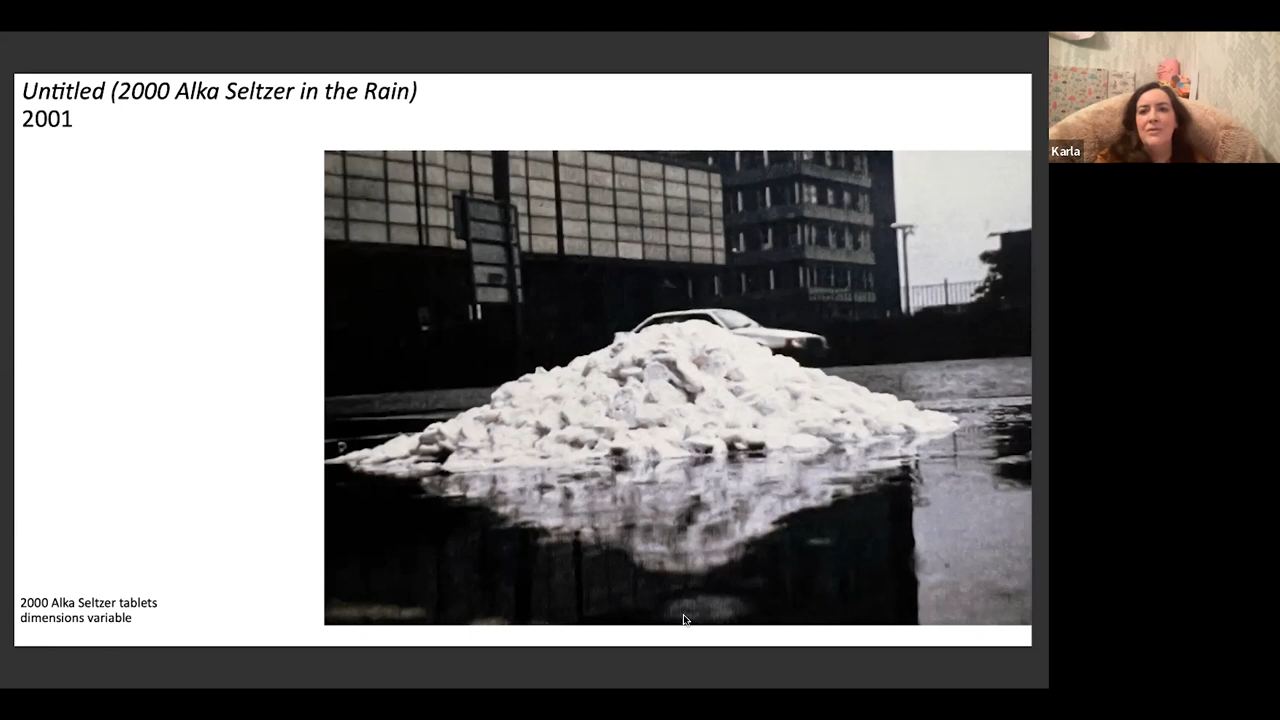 Untitled (2000 Alka Seltzer in the Rain)
2001
Karla
2000 Alka Seltzer tablets
dimensions variable